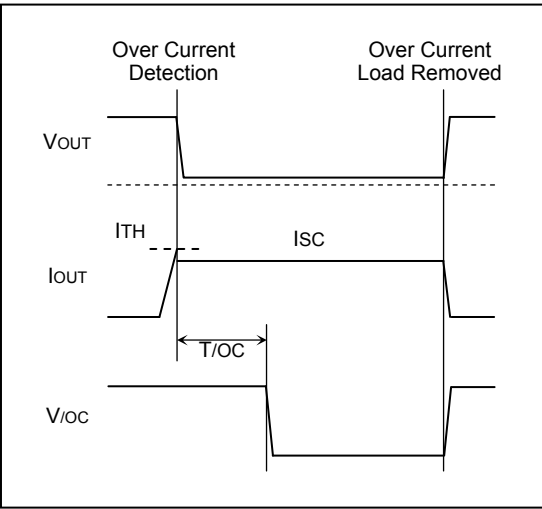 Over Current
Detection
Over Current
Load Removed
VOUT
ITH
ISC
IOUT
T/OC
V/OC